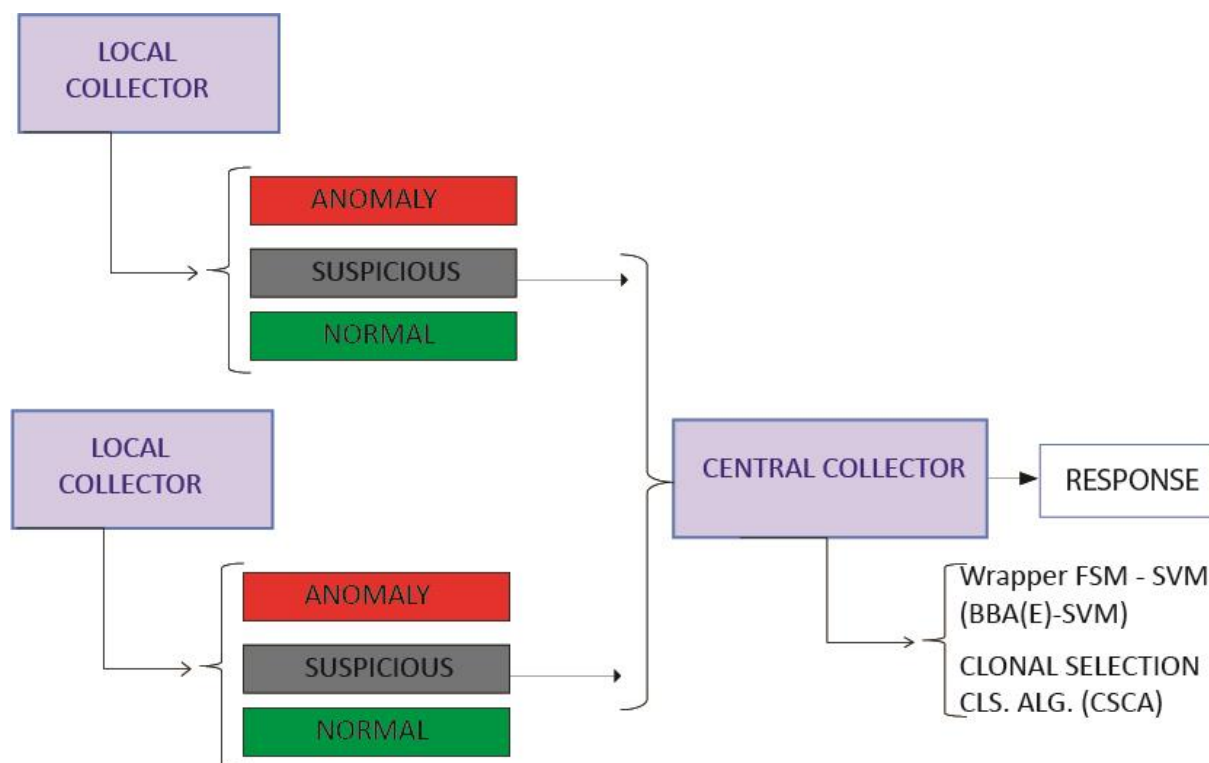 LOCAL
COLLECTOR
ANOMALY
SUSPICIOUS
NORMAL
LOCAL
COLLECTOR
ANOMALY
SUSPICIOUS
NORMAL
CENTRAL COLLECTOR
RESPONSE
Wrapper FSM - SVM
(BBA(E)-SVM)
CLONAL SELECTION
CLS. ALG. (CSCA)